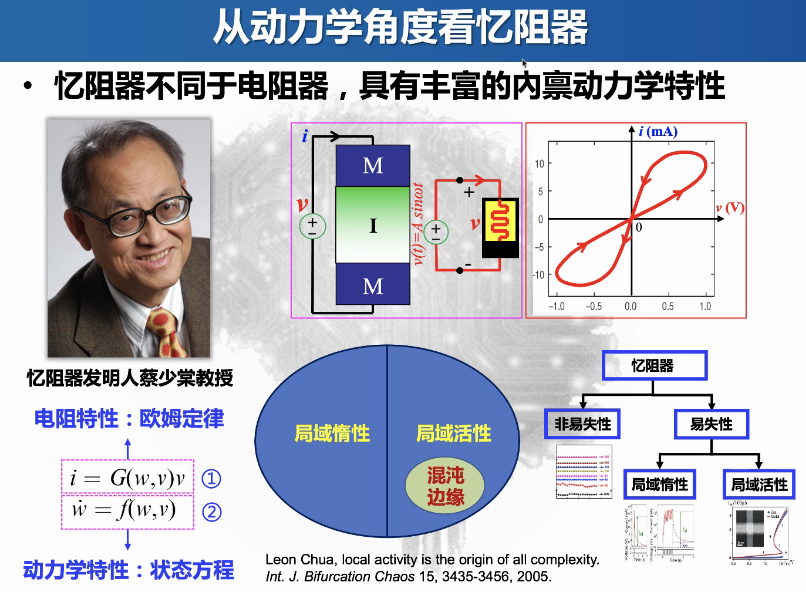 从动力学角度看忆阻器
• 忆阻器不同于电阻器，具有丰富的内禀动力学特性
忆阻器发明人蔡少棠教授
电阻特性：欧姆定律
i = G(w,v)v ①
ẇ = f(w,v) ②
动力学特性：状态方程
i
M
v
+
−
I
M
v(t)=A sinωt
+
−
+
v
-
i (mA)
v (V)
10
5
0
−5
-10
0
−1.0
−0.5
0.0
0.5
1.0
局域惰性
局域活性
混沌
边缘
Leon Chua, local activity is the origin of all complexity.
Int. J. Bifurcation Chaos 15, 3435-3456, 2005.
忆阻器
非易失性
易失性
局域惰性
局域活性